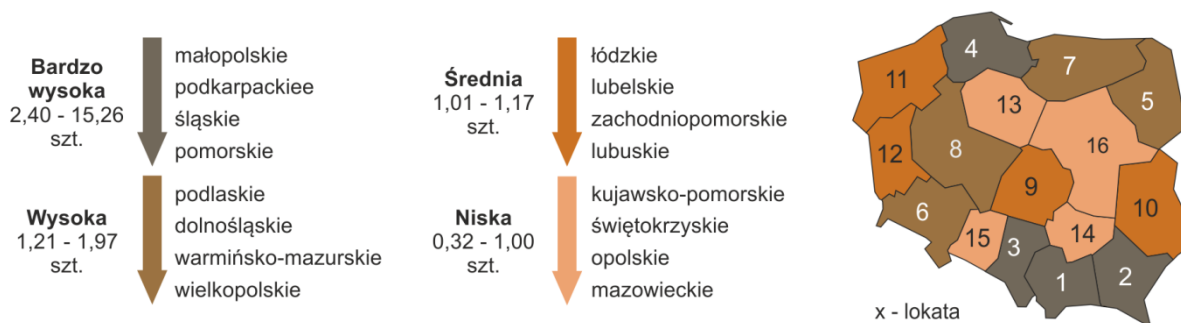 Bardzo
wysoka
2,40 - 15,26
szt.
małopolskie
podkarpackiee
śląskie
pomorskie
Wysoka
1,21 - 1,97
szt.
podlaskie
dolnośląskie
warmińsko-mazurskie
wielkopolskie
Średnia
1,01 - 1,17
szt.
łódzkie
lubelskie
zachodniopomorskie
lubuskie
Niska
0,32 - 1,00
szt.
kujawsko-pomorskie
świętokrzyskie
opolskie
mazowieckie
4
7
11
13
5
16
12
8
9
10
6
15
3
14
1
2
x - lokata